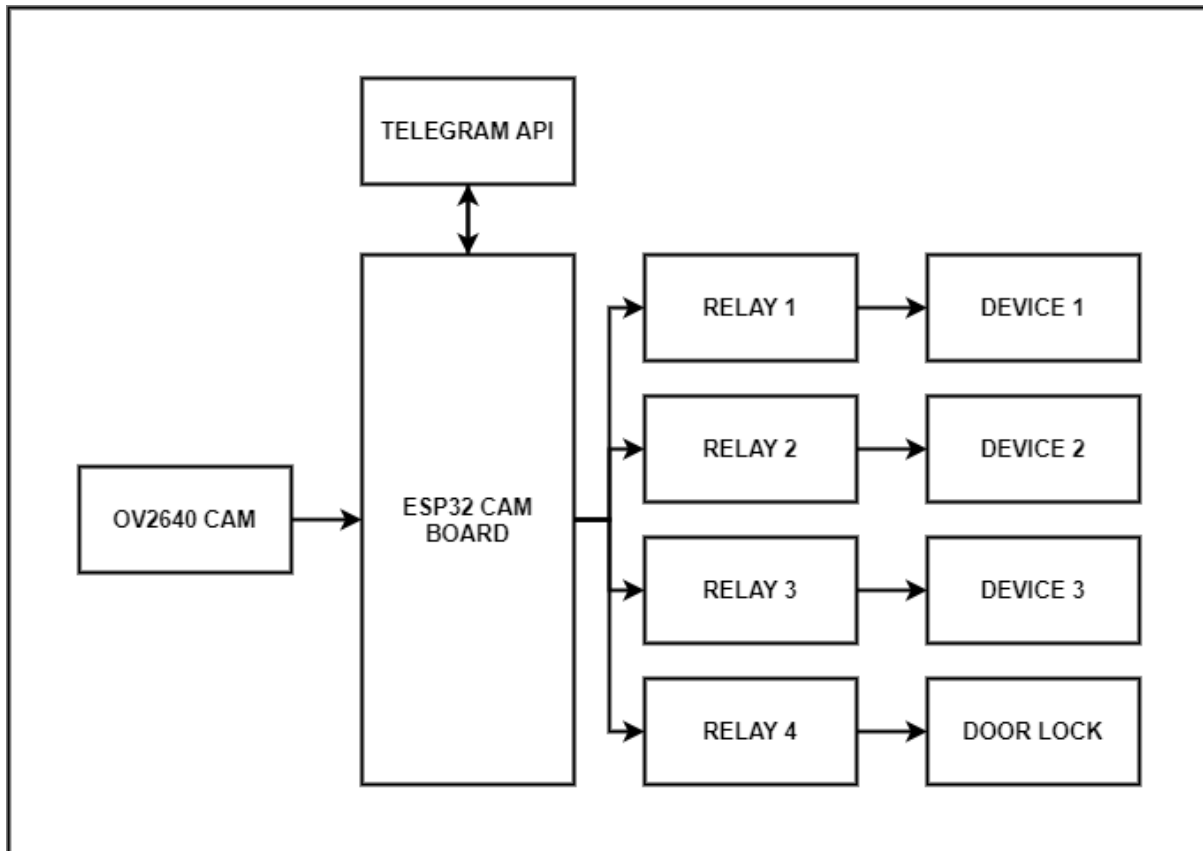 TELEGRAM API
RELAY 1
DEVICE 1
RELAY 2
DEVICE 2
OV2640 CAM
ESP32 CAM
BOARD
RELAY 3
DEVICE 3
RELAY 4
DOOR LOCK